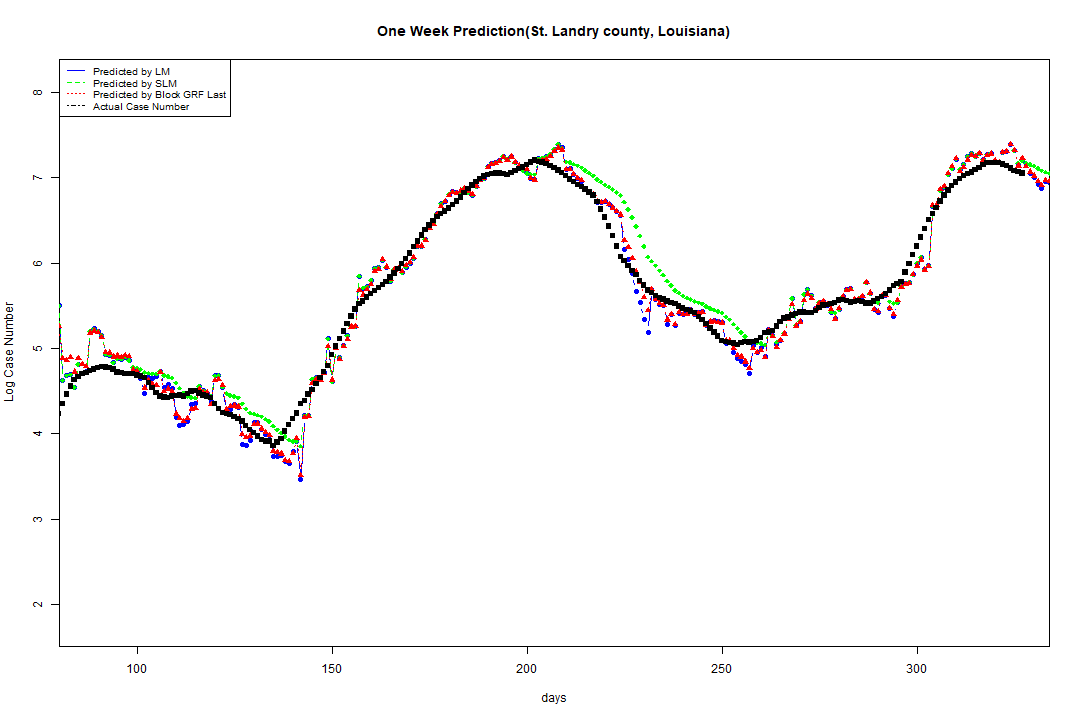 One Week Prediction(St. Landry county, Louisiana)
Predicted by LM
Predicted by SLM
Predicted by Block GRF Last
Actual Case Number
8
7
6
5
4
3
2
Log Case Number
100 150 200 250 300
days